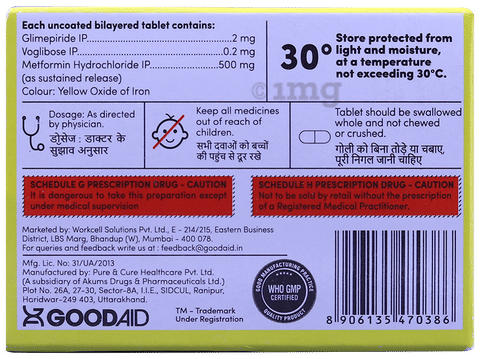 Each uncoated bilayered tablet contains:
Glimepiride IP..............................2 mg
Voglibose IP..............................0.2 mg
Metformin Hydrochloride IP..............500 mg
(as sustained release)
Colour: Yellow Oxide of Iron
30°
Store protected from
light and moisture,
at a temperature
not exceeding 30°C.
1mg
Dosage: As directed
by physician.
डोसेज: डाक्टर के
सुझाव अनुसार
Keep all medicines
out of reach of
children.
सभी दवाओं को बच्चों
की पहुंच से दूर रखे
Tablet should be swallowed
whole and not chewed
or crushed.
गोली को बिना तोड़े या चबाए,
पूरी निगल जानी चाहिए
SCHEDULE G PRESCRIPTION DRUG - CAUTION
It is dangerous to take this preparation except
under medical supervision
SCHEDULE H PRESCRIPTION DRUG - CAUTION
Not to be sold by retail without the prescription
of a Registered Medical Practitioner.
Marketed by: Workcell Solutions Pvt. Ltd., E - 214/215, Eastern Business
District, LBS Marg, Bhandup (W), Mumbai - 400 078.
For queries and feedback write us at : feedback@goodaid.in
Mfg. Lic. No: 31/UA/2013
Manufactured by: Pure & Cure Healthcare Pvt. Ltd.
(A subsidiary of Akums Drugs & Pharmaceuticals Ltd.)
Plot No. 26A, 27-30, Sector-8A, I.I.E., SIDCUL, Ranipur,
Haridwar-249 403, Uttarakhand.
GOODAID
TM - Trademark
Under Registration
GOOD MANUFACTURING PRACTICE
WHO GMP
CERTIFIED
QUALITY PRODUCT
8 906135 470386